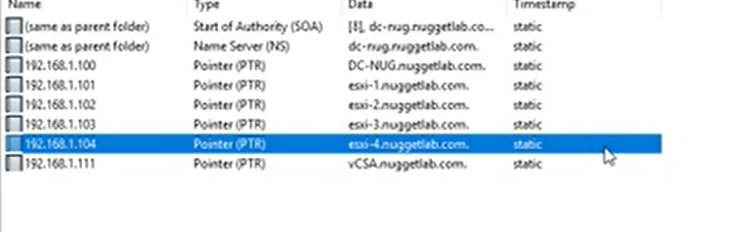 Name Type Data Timestamp
(same as parent folder) Start of Authority (SOA) [8], dc-nug.nuggetlab.co... static
(same as parent folder) Name Server (NS) dc-nug.nuggetlab.com. static
192.168.1.100 Pointer (PTR) DC-NUG.nuggetlab.com. static
192.168.1.101 Pointer (PTR) esxi-1.nuggetlab.com. static
192.168.1.102 Pointer (PTR) esxi-2.nuggetlab.com. static
192.168.1.103 Pointer (PTR) esxi-3.nuggetlab.com. static
192.168.1.104 Pointer (PTR) esxi-4.nuggetlab.com. static
192.168.1.111 Pointer (PTR) vCSA.nuggetlab.com. static